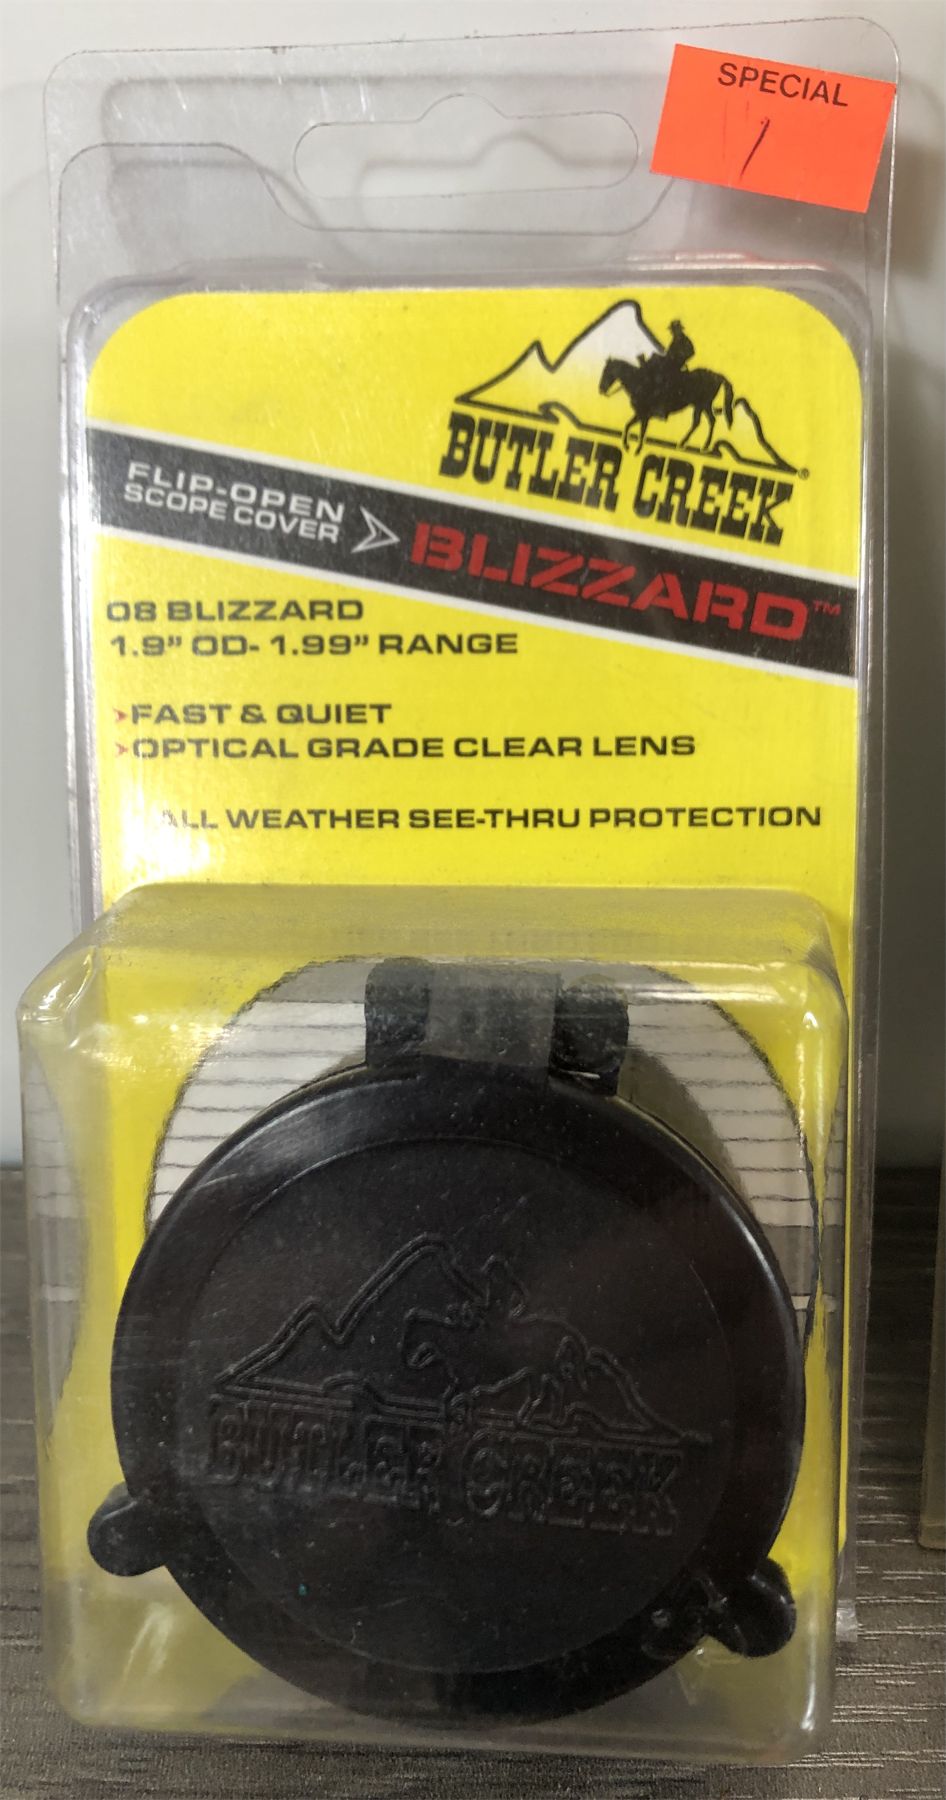 SPECIAL
1
BUTLER CREEK®
FLIP-OPEN
SCOPE COVER
BLIZZARD™
08 BLIZZARD
1.9” OD- 1.99” RANGE
FAST & QUIET
OPTICAL GRADE CLEAR LENS
ALL WEATHER SEE-THRU PROTECTION
BUTLER CREEK